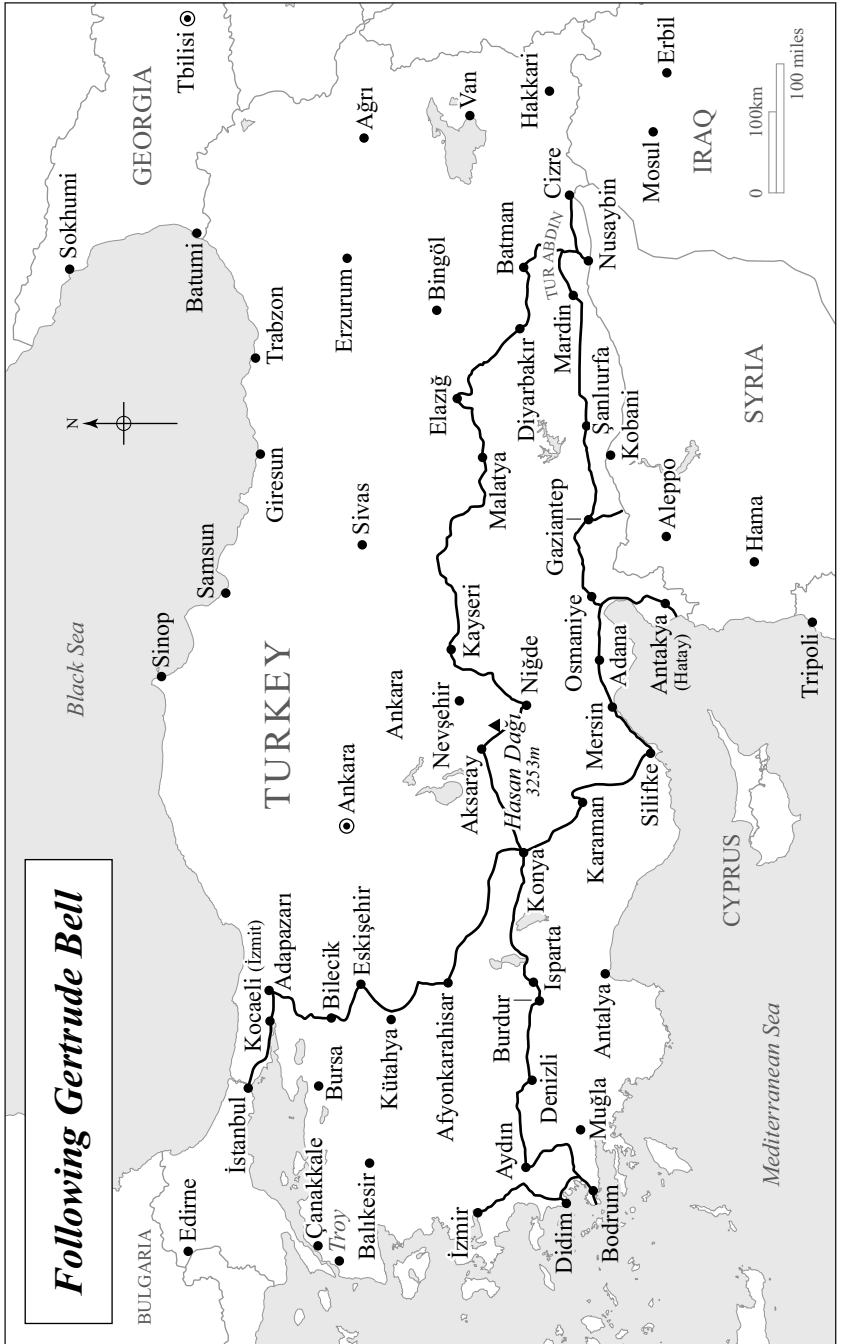 Following Gertrude Bell
BULGARIA
Edirne
Black Sea
Sokhumi
GEORGIA
Tbilisi
Batumi
Sinop
Samsun
Giresun
Trabzon
N
İstanbul
Kocaeli (İzmit)
Adapazarı
TURKEY
Çanakkale
Troy
Bursa
Bilecik
Ankara
Sivas
Erzurum
Ağrı
Balıkesir
Eskişehir
Kütahya
Ankara
Afyonkarahisar
Nevşehir
Kayseri
Elazığ
Bingöl
Van
İzmir
Aksaray
Malatya
Hasan Dağı
3253m
Niğde
Diyarbakır
Batman
Hakkari
Aydın
Denizli
Burdur
Isparta
Konya
TUR ABDIN
Cizre
Didim
Bodrum
Muğla
Antalya
Karaman
Mersin
Adana
Osmaniye
Gaziantep
Şanlıurfa
Mardin
Nusaybin
Silifke
Antakya
(Hatay)
Kobani
Aleppo
Mosul
Erbil
IRAQ
SYRIA
Hama
CYPRUS
Tripoli
Mediterranean Sea
0
100km
100 miles